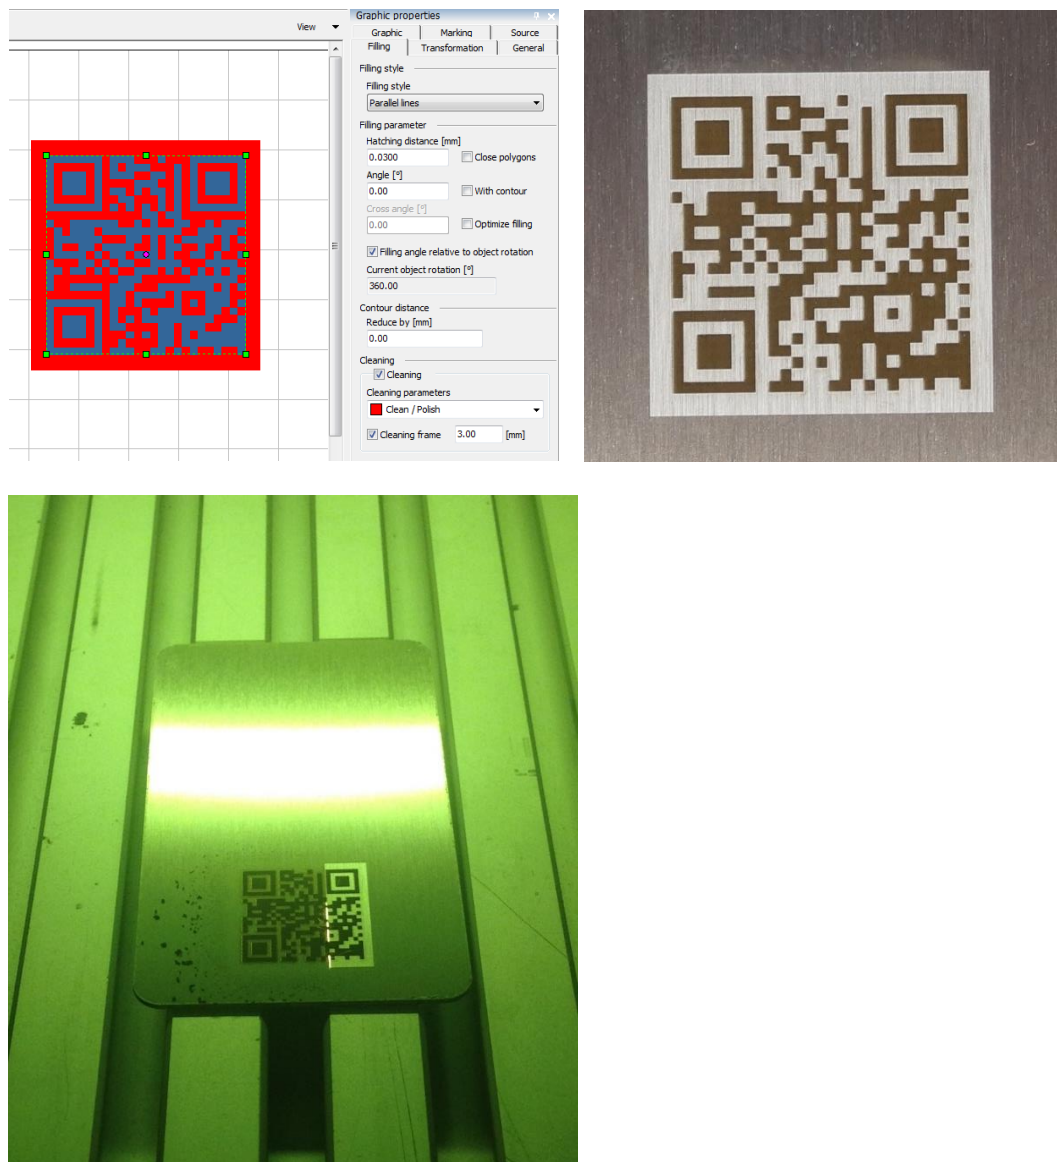 View
Graphic properties
Graphic
Marking
Source
Filling
Transformation
General
Filling style
Filling style
Parallel lines
Filling parameter
Hatching distance [mm]
0.0300
Close polygons
Angle [°]
0.00
With contour
Cross angle [°]
0.00
Optimize filling
Filling angle relative to object rotation
Current object rotation [°]
360.00
Contour distance
Reduce by [mm]
0.00
Cleaning
Cleaning
Cleaning parameters
Clean / Polish
Cleaning frame
3.00
[mm]